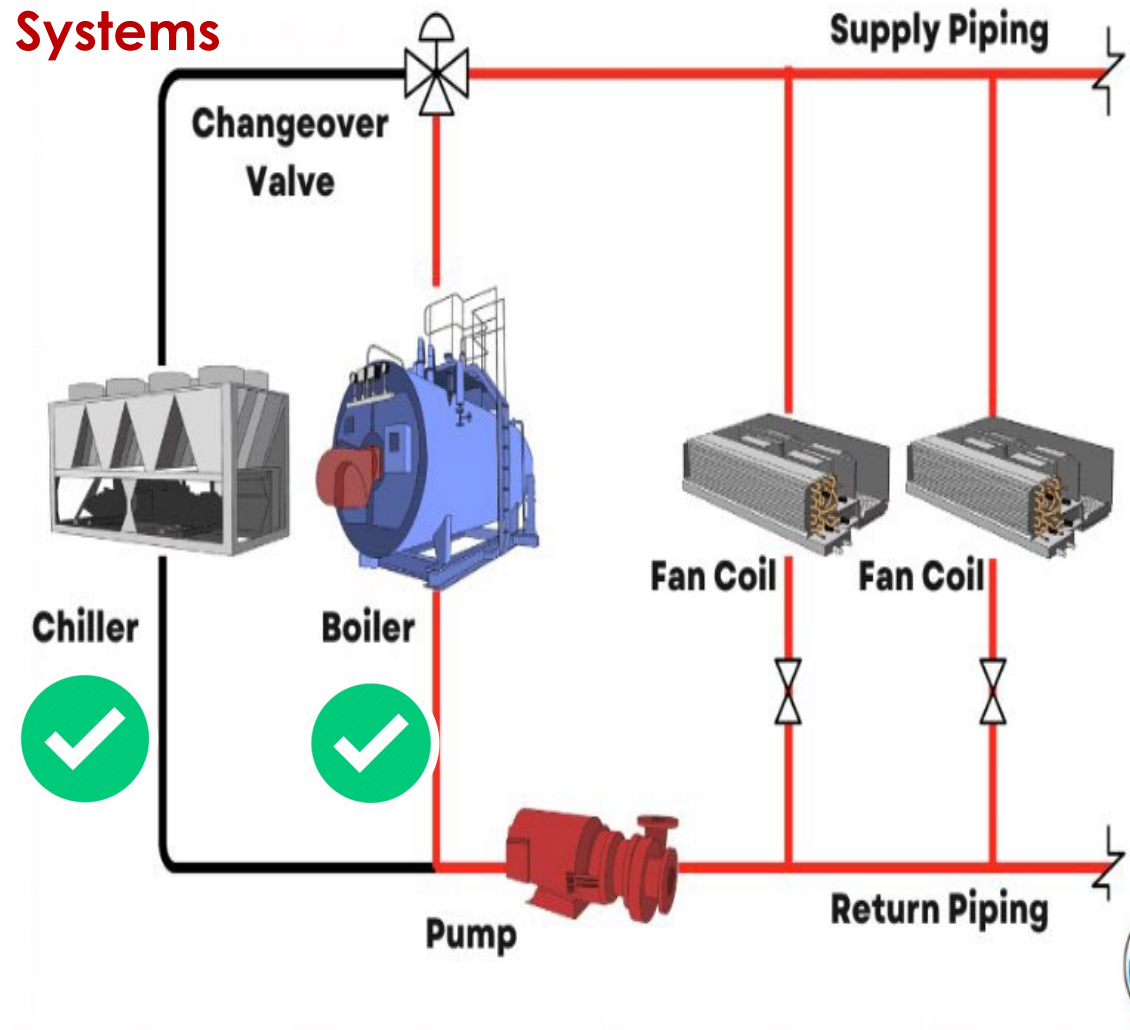 Systems
Supply Piping
Changeover
Valve
Fan Coil
Fan Coil
Chiller
Boiler
Return Piping
Pump